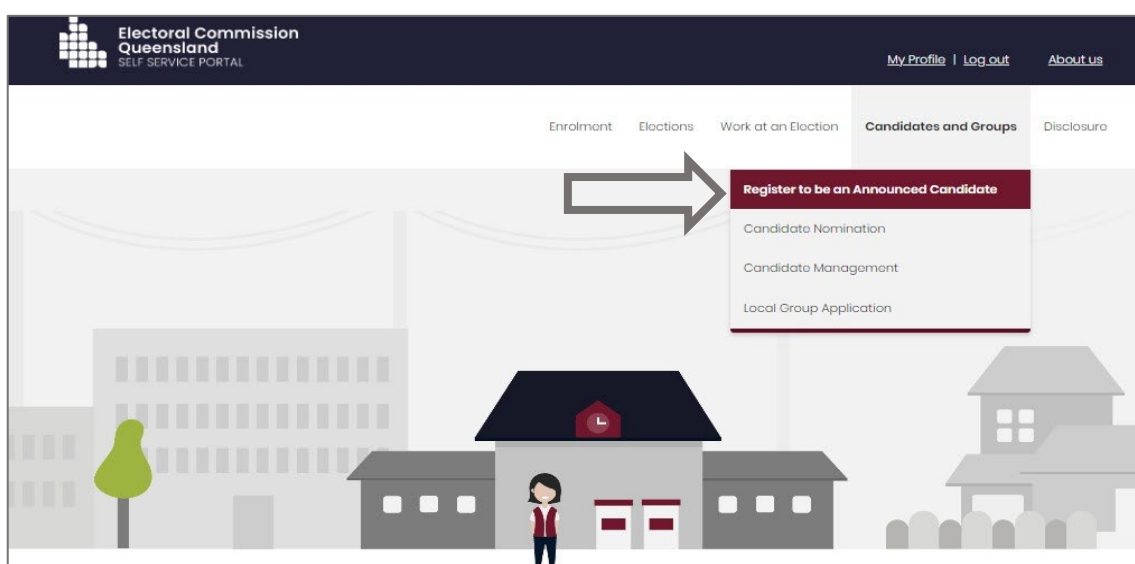 Electoral Commission
Queensland
SELF SERVICE PORTAL
My Profile | Log out About us
Enrolment Elections Work at an Election Candidates and Groups Disclosure
Register to be an Announced Candidate
Candidate Nomination
Candidate Management
Local Group Application